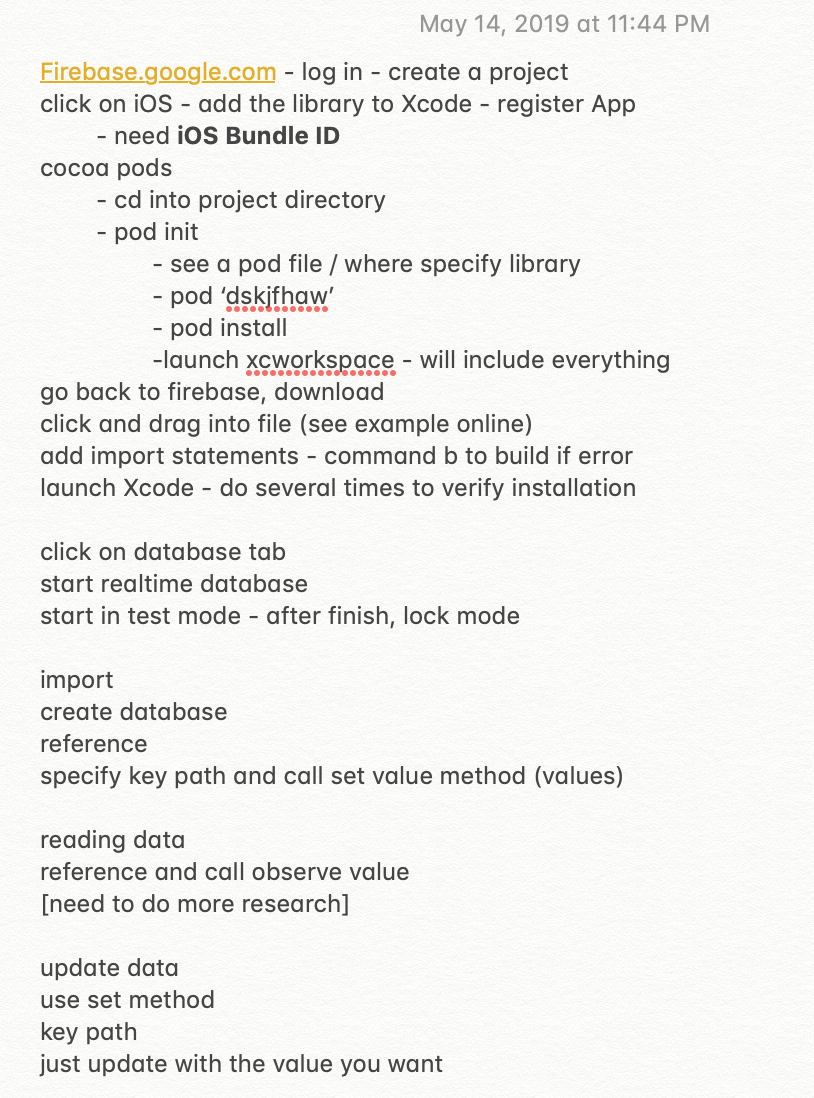 May 14, 2019 at 11:44 PM
Firebase.google.com - log in - create a project
click on iOS - add the library to Xcode - register App
- need iOS Bundle ID
cocoa pods
- cd into project directory
- pod init
- see a pod file / where specify library
- pod ‘dskjfhaw’
- pod install
-launch xcworkspace - will include everything
go back to firebase, download
click and drag into file (see example online)
add import statements - command b to build if error
launch Xcode - do several times to verify installation
click on database tab
start realtime database
start in test mode - after finish, lock mode
import
create database
reference
specify key path and call set value method (values)
reading data
reference and call observe value
[need to do more research]
update data
use set method
key path
just update with the value you want